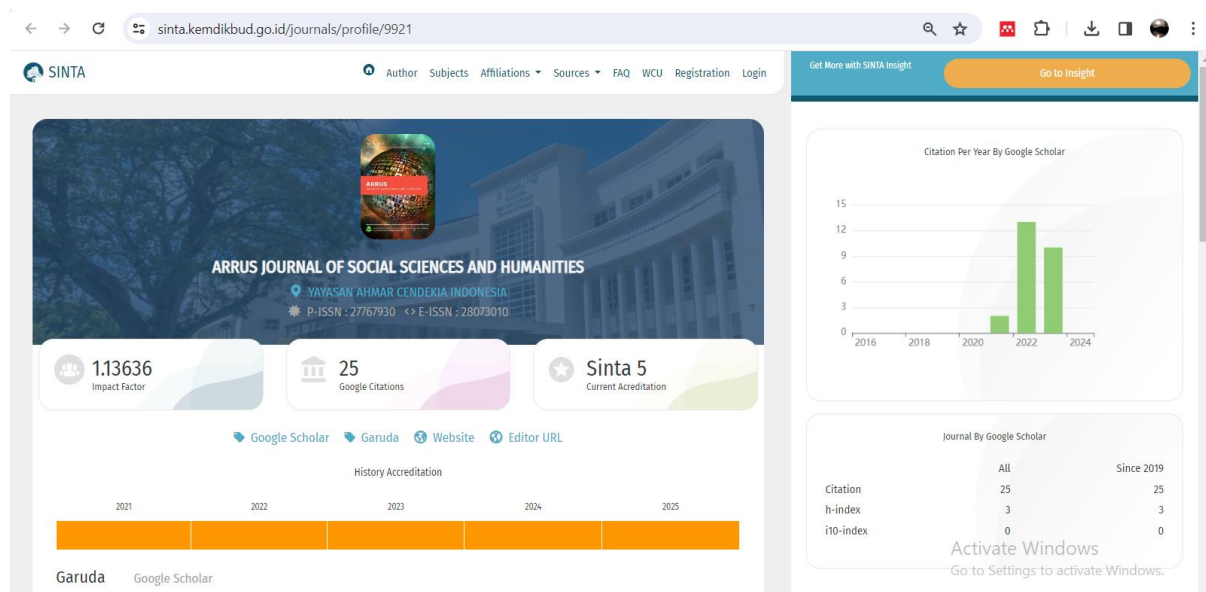 sinta.kemdikbud.go.id/journals/profile/9921
SINTA
Author Subjects Affiliations Sources FAQ WCU Registration Login
Get More with SINTA Insight
Go to Insight
ARRUS
ARRUS JOURNAL OF SOCIAL SCIENCES AND HUMANITIES
YAYASAN AHMAR CENDEKIA INDONESIA
P-ISSN : 27767930 <> E-ISSN : 28073010
1.13636
Impact Factor
25
Google Citations
Sinta 5
Current Acreditation
Google Scholar Garuda Website Editor URL
History Accreditation
2021 2022 2023 2024 2025
Garuda Google Scholar
Citation Per Year By Google Scholar
15
12
9
6
3
0
2016 2018 2020 2022 2024
Journal By Google Scholar
All Since 2019
Citation 25 25
h-index 3 3
i10-index 0 0
Activate Windows
Go to Settings to activate Windows.